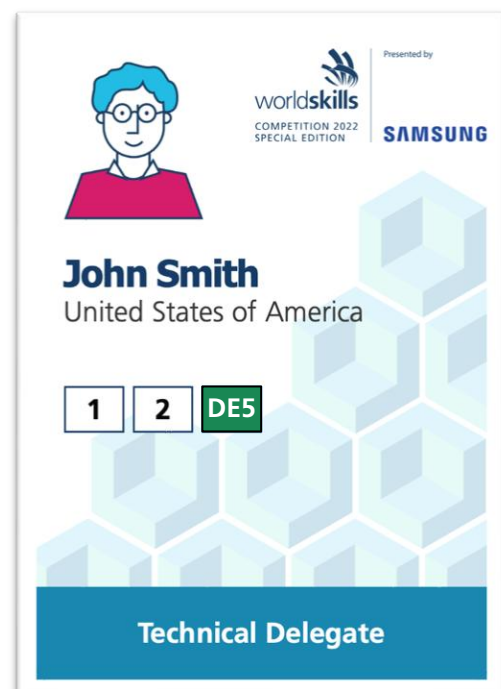 Presented by
worldskills
COMPETITION 2022
SPECIAL EDITION
SAMSUNG
John Smith
United States of America
1 2 DE5
Technical Delegate